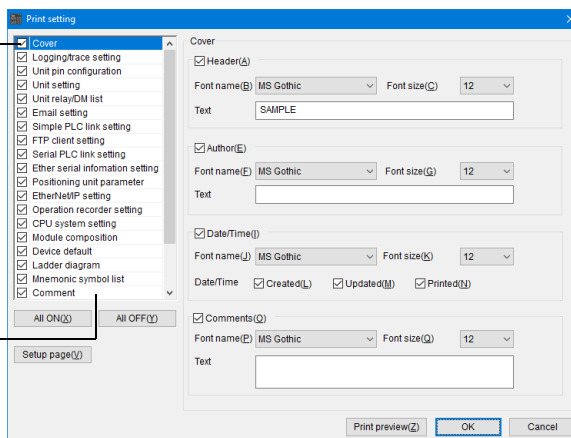 Print setting
Cover
Logging/trace setting
Unit pin configuration
Unit setting
Unit relay/DM list
Email setting
Simple PLC link setting
FTP client setting
Serial PLC link setting
Ether serial infomation setting
Positioning unit parameter
EtherNet/IP setting
Operation recorder setting
CPU system setting
Module composition
Device default
Ladder diagram
Mnemonic symbol list
Comment
All ON(X) All OFF(Y)
Setup page(V)
Cover
Header(A)
Font name(B) MS Gothic Font size(C) 12
Text SAMPLE
Author(E)
Font name(F) MS Gothic Font size(G) 12
Text
Date/Time(I)
Font name(J) MS Gothic Font size(K) 12
Date/Time Created(L) Updated(M) Printed(N)
Comments(O)
Font name(P) MS Gothic Font size(Q) 12
Text
Print preview(Z) OK Cancel